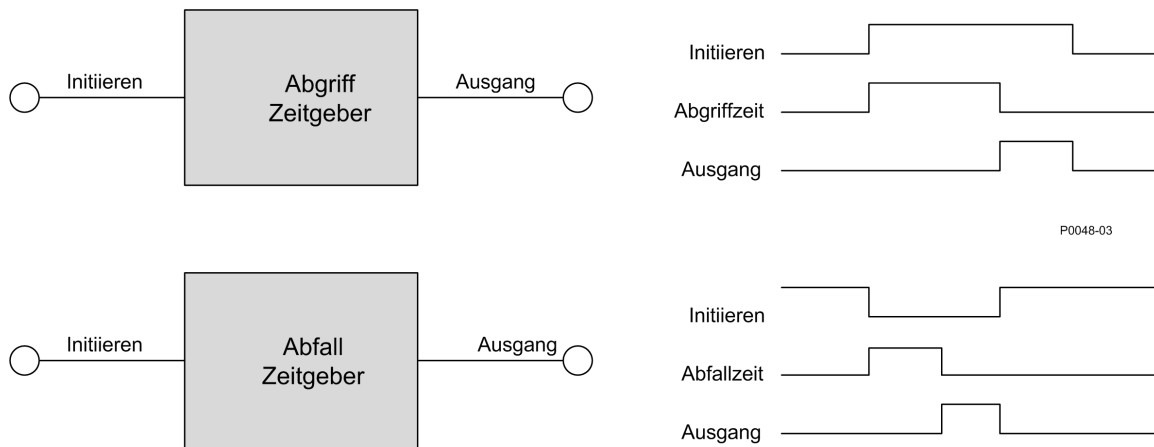 Initiieren
Abgriff
Zeitgeber
Ausgang
Initiieren
Abgriffzeit
Ausgang
P0048-03
Initiieren
Abfall
Zeitgeber
Ausgang
Initiieren
Abfallzeit
Ausgang